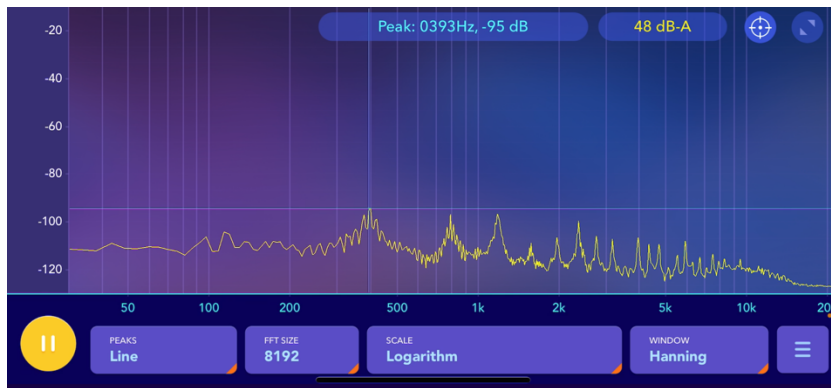 Peak: 0393Hz, -95 dB
48 dB-A
-20
-40
-60
-80
-100
-120
50 100 200 500 1k 2k 5k 10k 20
PEAKS
Line
FFT SIZE
8192
SCALE
Logarithm
WINDOW
Hanning